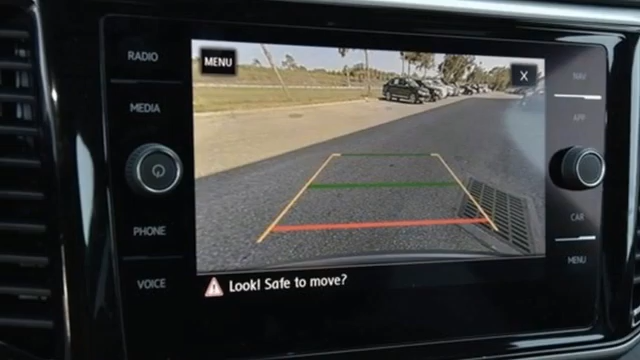 RADIO
MEDIA
PHONE
VOICE
MENU
X
Look! Safe to move?
NAV
APP
CAR
MENU